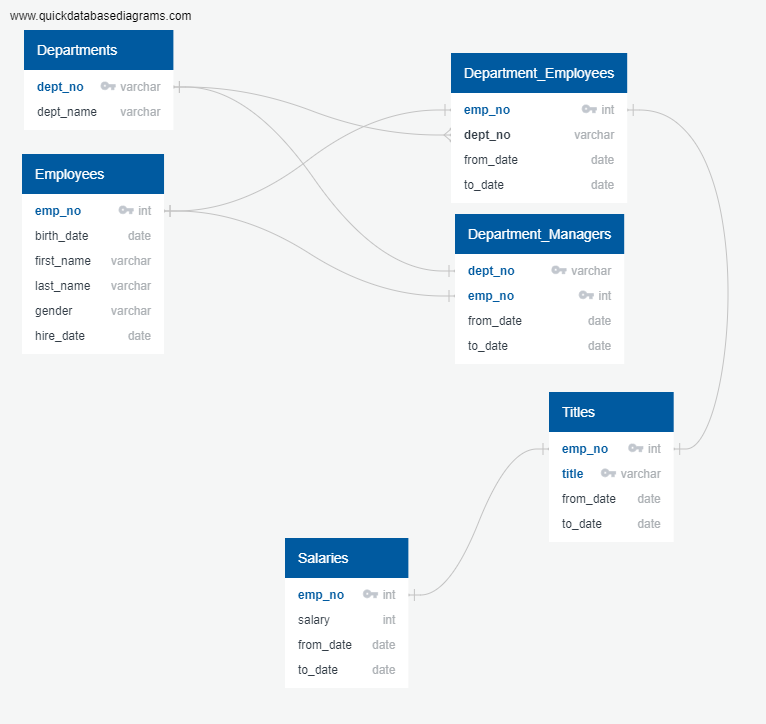 www.quickdatabasediagrams.com
Departments
dept_no varchar
dept_name varchar
Employees
emp_no int
birth_date date
first_name varchar
last_name varchar
gender varchar
hire_date date
Department_Employees
emp_no int
dept_no varchar
from_date date
to_date date
Department_Managers
dept_no varchar
emp_no int
from_date date
to_date date
Titles
emp_no int
title varchar
from_date date
to_date date
Salaries
emp_no int
salary int
from_date date
to_date date